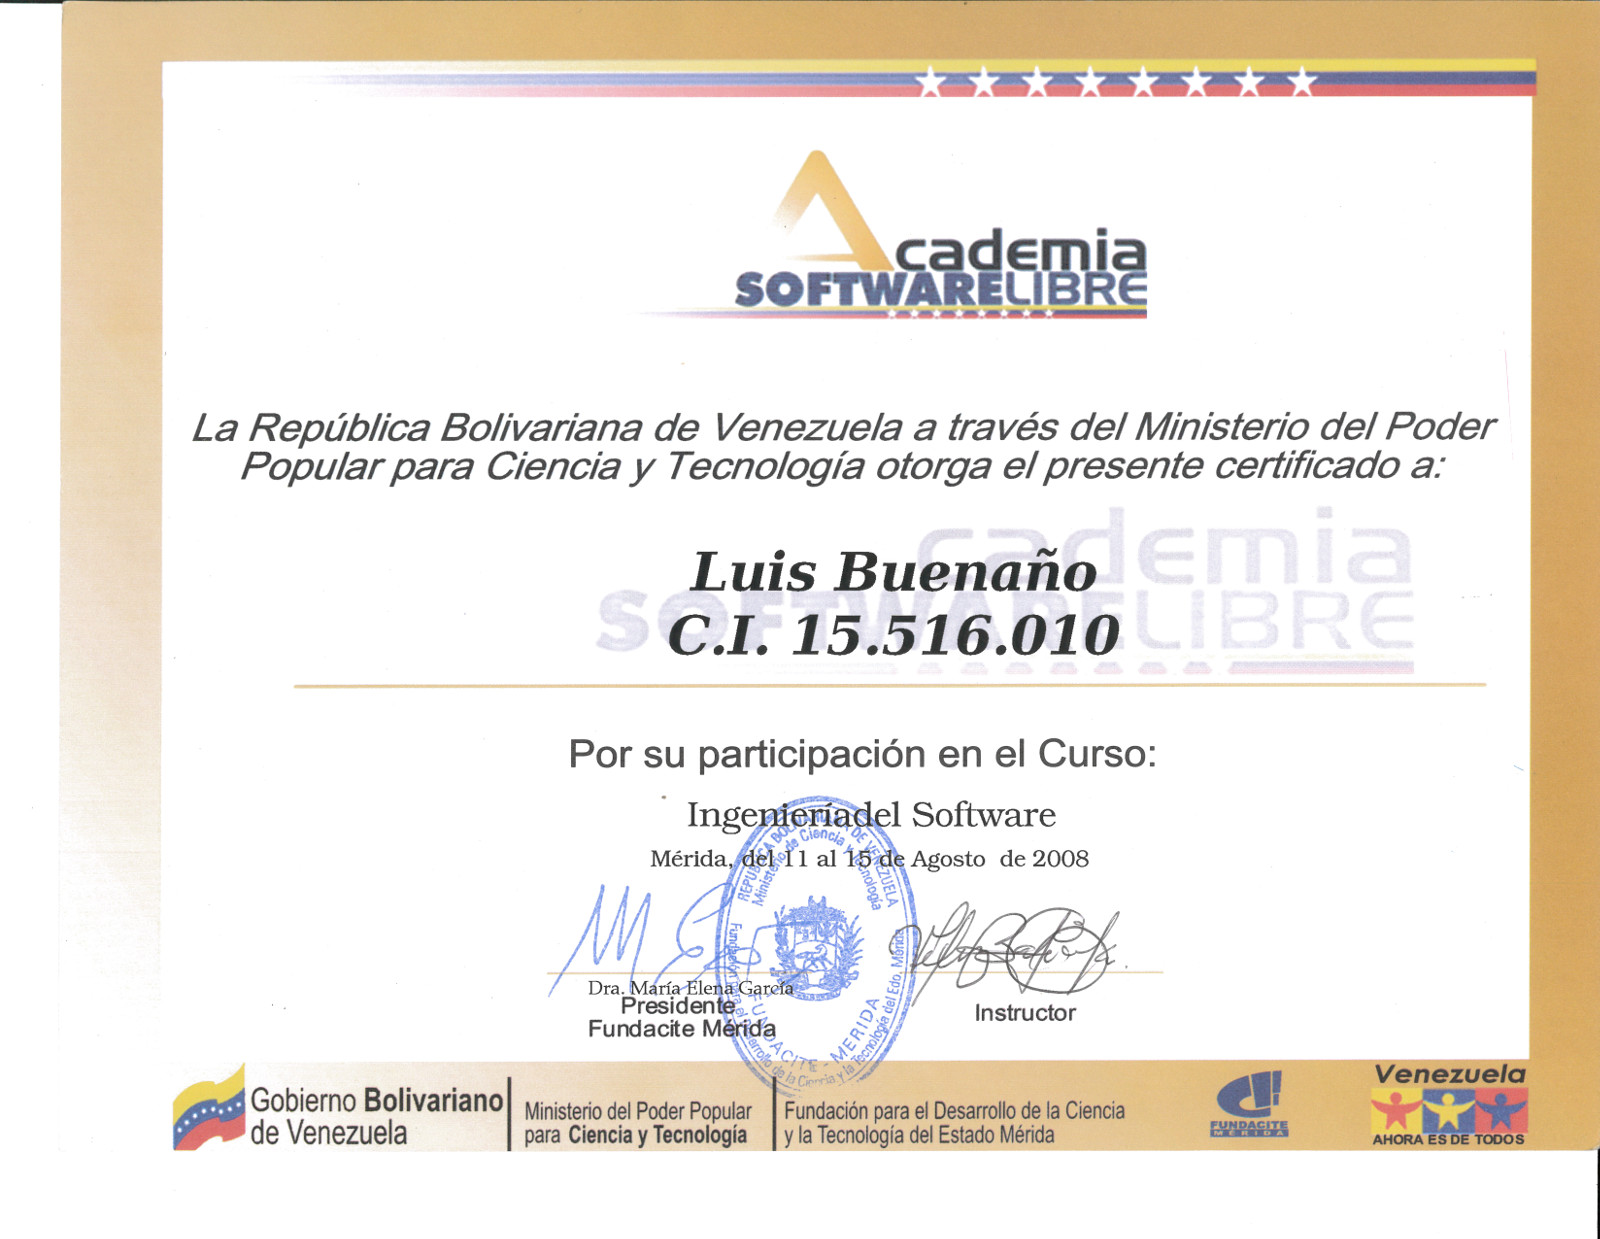 Academia
SOFTWARELIBRE
La República Bolivariana de Venezuela a través del Ministerio del Poder
Popular para Ciencia y Tecnología otorga el presente certificado a:
cademia
SOFTWARELIBRE
Luis Buenaño
C.I. 15.516.010
Por su participación en el Curso:
Ingenieríadel Software
Mérida, del 11 al 15 de Agosto de 2008
REPUBLICA BOLIVARIANA DE VENEZUELA
Ministerio de Ciencia y Tecnología
Fundación para el Desarrollo de la Ciencia y la Tecnología del Edo. Mérida
FUNDACITE - MERIDA
Dra. María Elena García
Presidente
Fundacite Mérida
Instructor
Gobierno Bolivariano
de Venezuela
Ministerio del Poder Popular
para Ciencia y Tecnología
Fundación para el Desarrollo de la Ciencia
y la Tecnología del Estado Mérida
FUNDACITE
MERIDA
Venezuela
AHORA ES DE TODOS